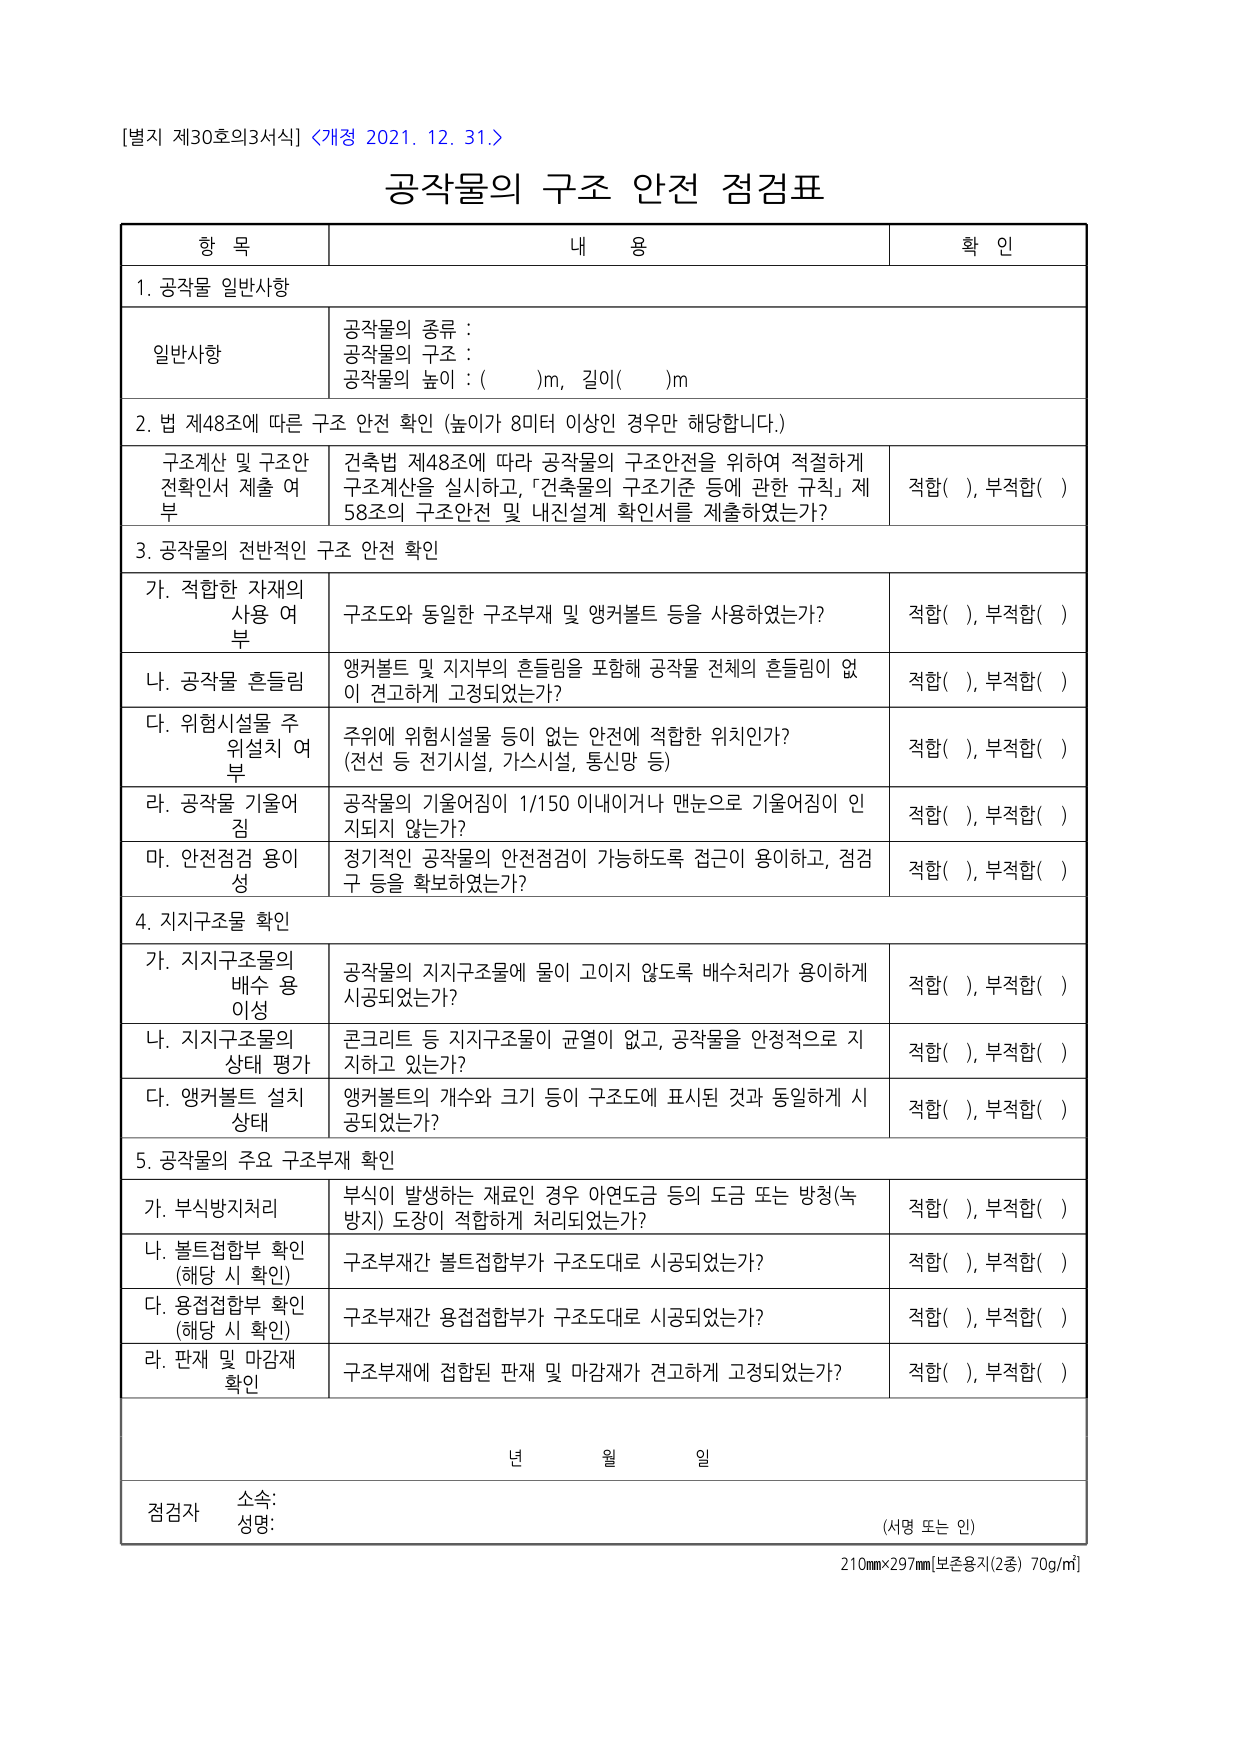 [별지 제30호의3서식] <개정 2021. 12. 31.>
공작물의 구조 안전 점검표
항 목 내 용 확 인
1. 공작물 일반사항
일반사항
공작물의 종류 :
공작물의 구조 :
공작물의 높이 : ( )m, 길이( )m
2. 법 제48조에 따른 구조 안전 확인 (높이가 8미터 이상인 경우만 해당합니다.)
구조계산 및 구조안
전확인서 제출 여
부
건축법 제48조에 따라 공작물의 구조안전을 위하여 적절하게
구조계산을 실시하고,「건축물의 구조기준 등에 관한 규칙」 제
58조의 구조안전 및 내진설계 확인서를 제출하였는가?
적합( ), 부적합( )
3. 공작물의 전반적인 구조 안전 확인
가. 적합한 자재의
사용 여
부
구조도와 동일한 구조부재 및 앵커볼트 등을 사용하였는가?
적합( ), 부적합( )
나. 공작물 흔들림
앵커볼트 및 지지부의 흔들림을 포함해 공작물 전체의 흔들림이 없
이 견고하게 고정되었는가?
적합( ), 부적합( )
다. 위험시설물 주
위설치 여
부
주위에 위험시설물 등이 없는 안전에 적합한 위치인가?
(전선 등 전기시설, 가스시설, 통신망 등)
적합( ), 부적합( )
라. 공작물 기울어
짐
공작물의 기울어짐이 1/150 이내이거나 맨눈으로 기울어짐이 인
지되지 않는가?
적합( ), 부적합( )
마. 안전점검 용이
성
정기적인 공작물의 안전점검이 가능하도록 접근이 용이하고, 점검
구 등을 확보하였는가?
적합( ), 부적합( )
4. 지지구조물 확인
가. 지지구조물의
배수 용
이성
공작물의 지지구조물에 물이 고이지 않도록 배수처리가 용이하게
시공되었는가?
적합( ), 부적합( )
나. 지지구조물의
상태 평가
콘크리트 등 지지구조물이 균열이 없고, 공작물을 안정적으로 지
지하고 있는가?
적합( ), 부적합( )
다. 앵커볼트 설치
상태
앵커볼트의 개수와 크기 등이 구조도에 표시된 것과 동일하게 시
공되었는가?
적합( ), 부적합( )
5. 공작물의 주요 구조부재 확인
가. 부식방지처리
부식이 발생하는 재료인 경우 아연도금 등의 도금 또는 방청(녹
방지) 도장이 적합하게 처리되었는가?
적합( ), 부적합( )
나. 볼트접합부 확인
(해당 시 확인)
구조부재간 볼트접합부가 구조도대로 시공되었는가?
적합( ), 부적합( )
다. 용접접합부 확인
(해당 시 확인)
구조부재간 용접접합부가 구조도대로 시공되었는가?
적합( ), 부적합( )
라. 판재 및 마감재
확인
구조부재에 접합된 판재 및 마감재가 견고하게 고정되었는가?
적합( ), 부적합( )
년 월 일
점검자
소속:
성명:
(서명 또는 인)
210㎜×297㎜[보존용지(2종) 70g/㎡]